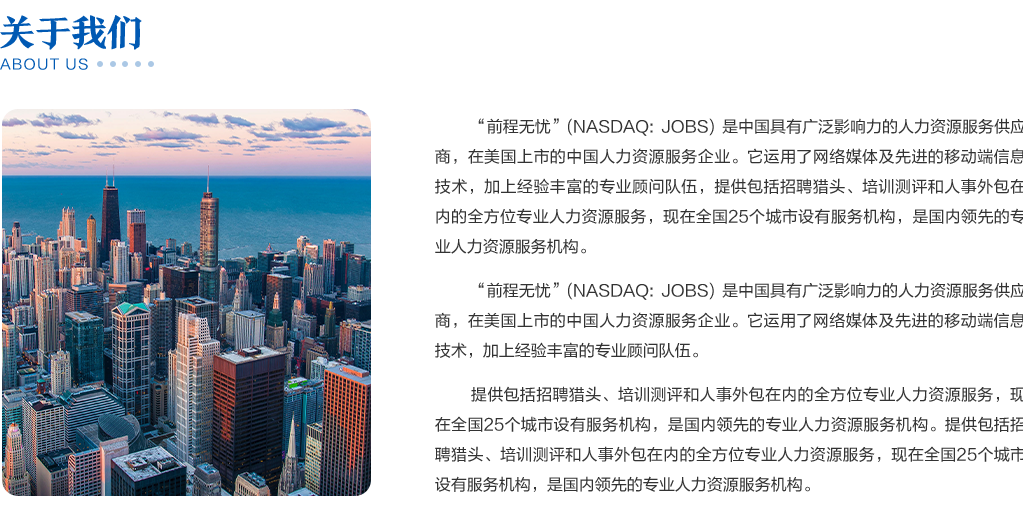 关于我们
ABOUT US
“前程无忧”(NASDAQ: JOBS) 是中国具有广泛影响力的人力资源服务供应
商，在美国上市的中国人力资源服务企业。它运用了网络媒体及先进的移动端信息
技术，加上经验丰富的专业顾问队伍，提供包括招聘猎头、培训测评和人事外包在
内的全方位专业人力资源服务，现在全国25个城市设有服务机构，是国内领先的专
业人力资源服务机构。
“前程无忧”(NASDAQ: JOBS) 是中国具有广泛影响力的人力资源服务供应
商，在美国上市的中国人力资源服务企业。它运用了网络媒体及先进的移动端信息
技术，加上经验丰富的专业顾问队伍。
提供包括招聘猎头、培训测评和人事外包在内的全方位专业人力资源服务，现
在全国25个城市设有服务机构，是国内领先的专业人力资源服务机构。提供包括招
聘猎头、培训测评和人事外包在内的全方位专业人力资源服务，现在全国25个城市
设有服务机构，是国内领先的专业人力资源服务机构。